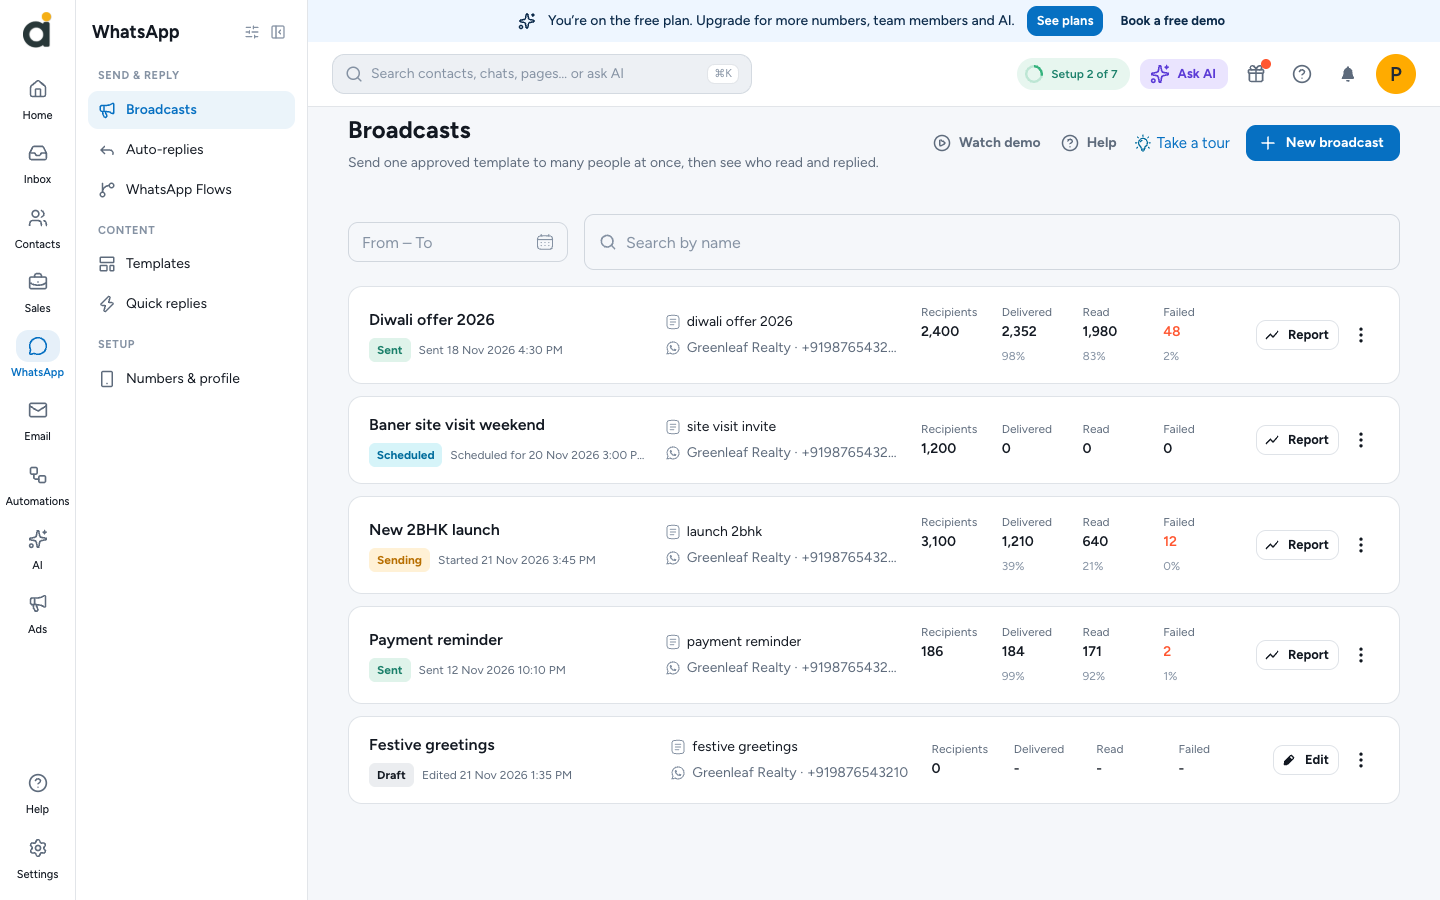 You're on the free plan. Upgrade for more numbers, team members and AI. See plans Book a free demo
Home
Inbox
Contacts
Sales
WhatsApp
Email
Automations
AI
Ads
Help
Settings
WhatsApp
SEND & REPLY
Broadcasts
Auto-replies
WhatsApp Flows
CONTENT
Templates
Quick replies
SETUP
Numbers & profile
Search contacts, chats, pages... or ask AI ⌘K
Setup 2 of 7 Ask AI P
Broadcasts
Send one approved template to many people at once, then see who read and replied.
Watch demo Help Take a tour New broadcast
From – To Search by name
Diwali offer 2026
Sent Sent 18 Nov 2026 4:30 PM
diwali offer 2026
Greenleaf Realty · +9198765432...
Recipients Delivered Read Failed
2,400 2,352 1,980 48
98% 83% 2%
Report
Baner site visit weekend
Scheduled Scheduled for 20 Nov 2026 3:00 P...
site visit invite
Greenleaf Realty · +9198765432...
Recipients Delivered Read Failed
1,200 0 0 0
Report
New 2BHK launch
Sending Started 21 Nov 2026 3:45 PM
launch 2bhk
Greenleaf Realty · +9198765432...
Recipients Delivered Read Failed
3,100 1,210 640 12
39% 21% 0%
Report
Payment reminder
Sent Sent 12 Nov 2026 10:10 PM
payment reminder
Greenleaf Realty · +9198765432...
Recipients Delivered Read Failed
186 184 171 2
99% 92% 1%
Report
Festive greetings
Draft Edited 21 Nov 2026 1:35 PM
festive greetings
Greenleaf Realty · +919876543210
Recipients Delivered Read Failed
0 - - -
Edit